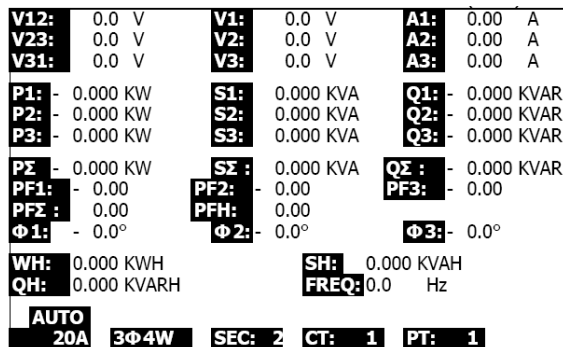 V12: 0.0 V V1: 0.0 V A1: 0.00 A
V23: 0.0 V V2: 0.0 V A2: 0.00 A
V31: 0.0 V V3: 0.0 V A3: 0.00 A
P1: - 0.000 KW S1: 0.000 KVA Q1: - 0.000 KVAR
P2: - 0.000 KW S2: 0.000 KVA Q2: - 0.000 KVAR
P3: - 0.000 KW S3: 0.000 KVA Q3: - 0.000 KVAR
PΣ - 0.000 KW SΣ : 0.000 KVA QΣ : - 0.000 KVAR
PF1: - 0.00 PF2: - 0.00 PF3: - 0.00
PFΣ : 0.00 PFH: 0.00
Φ1: - 0.0° Φ2: - 0.0° Φ3: - 0.0°
WH: 0.000 KWH SH: 0.000 KVAH
QH: 0.000 KVARH FREQ: 0.0 Hz
AUTO
20A 3Φ4W SEC: 2 CT: 1 PT: 1